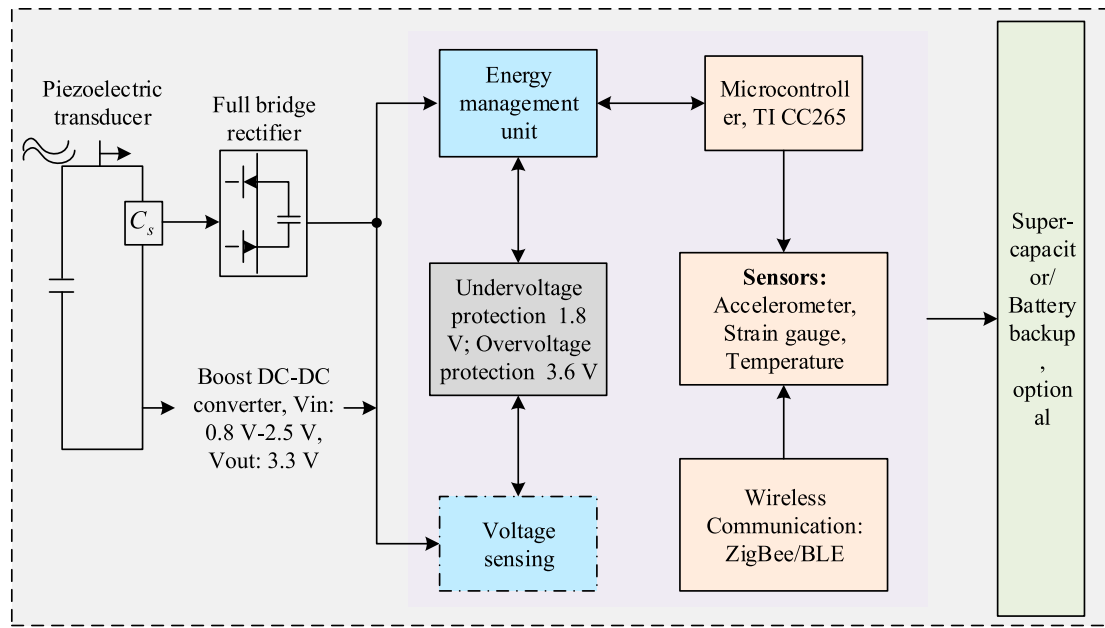 Piezoelectric
transducer
C_s
Full bridge
rectifier
Boost DC-DC
converter, Vin:
0.8 V-2.5 V,
Vout: 3.3 V
Energy
management
unit
Undervoltage
protection 1.8
V; Overvoltage
protection 3.6 V
Voltage
sensing
Microcontroll
er, TI CC265
Sensors:
Accelerometer,
Strain gauge,
Temperature
Wireless
Communication:
ZigBee/BLE
Super-
capacit
or/
Battery
backup
,
option
al